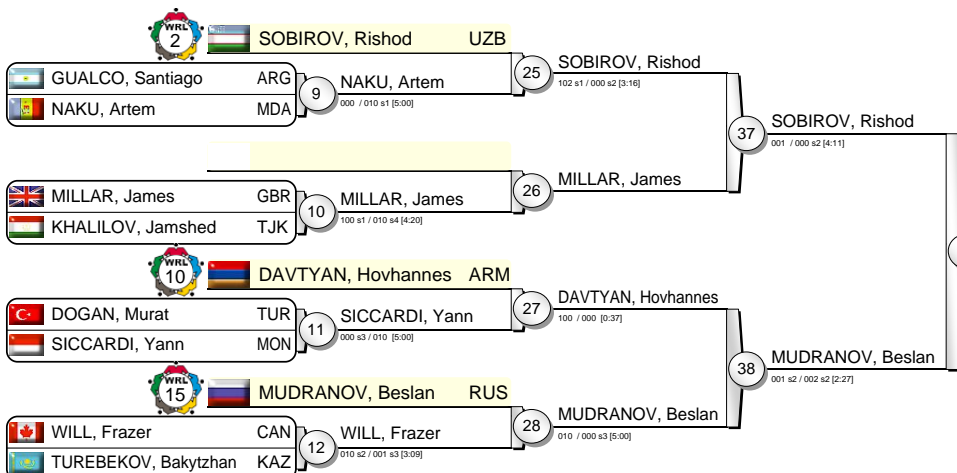 WRL
2
SOBIROV, Rishod UZB
GUALCO, Santiago ARG
NAKU, Artem MDA
9
NAKU, Artem
000 / 010 s1 [5:00]
25
SOBIROV, Rishod
102 s1 / 000 s2 [3:16]
37
SOBIROV, Rishod
001 / 000 s2 [4:11]
MILLAR, James GBR
KHALILOV, Jamshed TJK
10
MILLAR, James
100 s1 / 010 s4 [4:20]
26
MILLAR, James
WRL
10
DAVTYAN, Hovhannes ARM
DOGAN, Murat TUR
SICCARDI, Yann MON
11
SICCARDI, Yann
000 s3 / 010 [5:00]
27
DAVTYAN, Hovhannes
100 / 000 [0:37]
38
MUDRANOV, Beslan
001 s2 / 002 s2 [2:27]
WRL
15
MUDRANOV, Beslan RUS
WILL, Frazer CAN
TUREBEKOV, Bakytzhan KAZ
12
WILL, Frazer
010 s2 / 001 s3 [3:09]
28
MUDRANOV, Beslan
010 / 000 s3 [5:00]